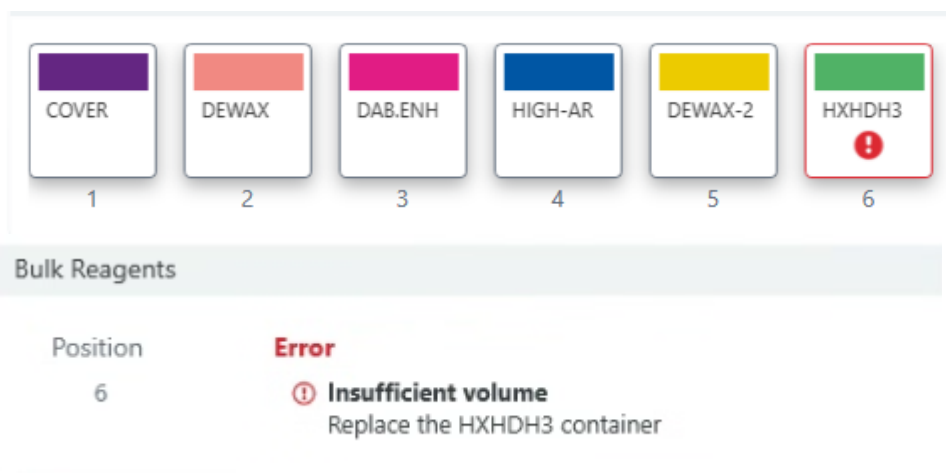 COVER DEWAX DAB.ENH HIGH-AR DEWAX-2 HXHDH3
1 2 3 4 5 6
Bulk Reagents
Position Error
6 Insufficient volume
Replace the HXHDH3 container